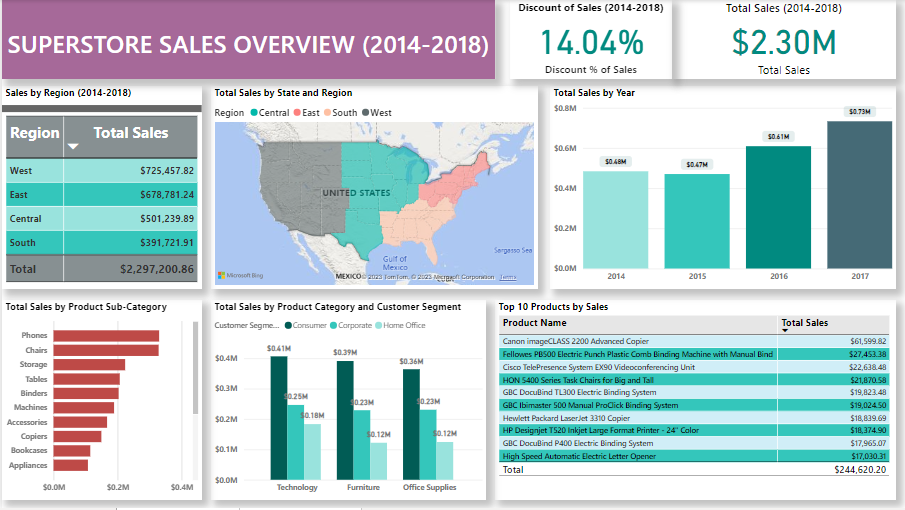 SUPERSTORE SALES OVERVIEW (2014-2018)
Discount of Sales (2014-2018)
14.04%
Discount % of Sales
Total Sales (2014-2018)
$2.30M
Total Sales
Sales by Region (2014-2018)
Region Total Sales
West $725,457.82
East $678,781.24
Central $501,239.89
South $391,721.91
Total $2,297,200.86
Total Sales by State and Region
Region Central East South West
UNITED STATES
Sargasso Sea
Gulf of
Mexico
MEXICO
Microsoft Bing
© 2023 TomTom, © 2023 Microsoft Corporation Terms
Total Sales by Year
$0.8M
$0.6M
$0.4M
$0.2M
$0.0M
$0.48M
$0.47M
$0.61M
$0.73M
2014 2015 2016 2017
Total Sales by Product Sub-Category
Phones
Chairs
Storage
Tables
Binders
Machines
Accessories
Copiers
Bookcases
Appliances
$0.0M $0.2M $0.4M
Total Sales by Product Category and Customer Segment
Customer Segme... Consumer Corporate Home Office
$0.4M
$0.3M
$0.2M
$0.1M
$0.0M
$0.41M
$0.25M
$0.18M
$0.39M
$0.23M
$0.12M
$0.36M
$0.23M
$0.12M
Technology Furniture Office Supplies
Top 10 Products by Sales
Product Name Total Sales
Canon imageCLASS 2200 Advanced Copier $61,599.82
Fellowes PB500 Electric Punch Plastic Comb Binding Machine with Manual Bind $27,453.38
Cisco TelePresence System EX90 Videoconferencing Unit $22,638.48
HON 5400 Series Task Chairs for Big and Tall $21,870.58
GBC DocuBind TL300 Electric Binding System $19,823.48
GBC Ibimaster 500 Manual ProClick Binding System $19,024.50
Hewlett Packard LaserJet 3310 Copier $18,839.69
HP Designjet T520 Inkjet Large Format Printer - 24" Color $18,374.90
GBC DocuBind P400 Electric Binding System $17,965.07
High Speed Automatic Electric Letter Opener $17,030.31
Total $244,620.20